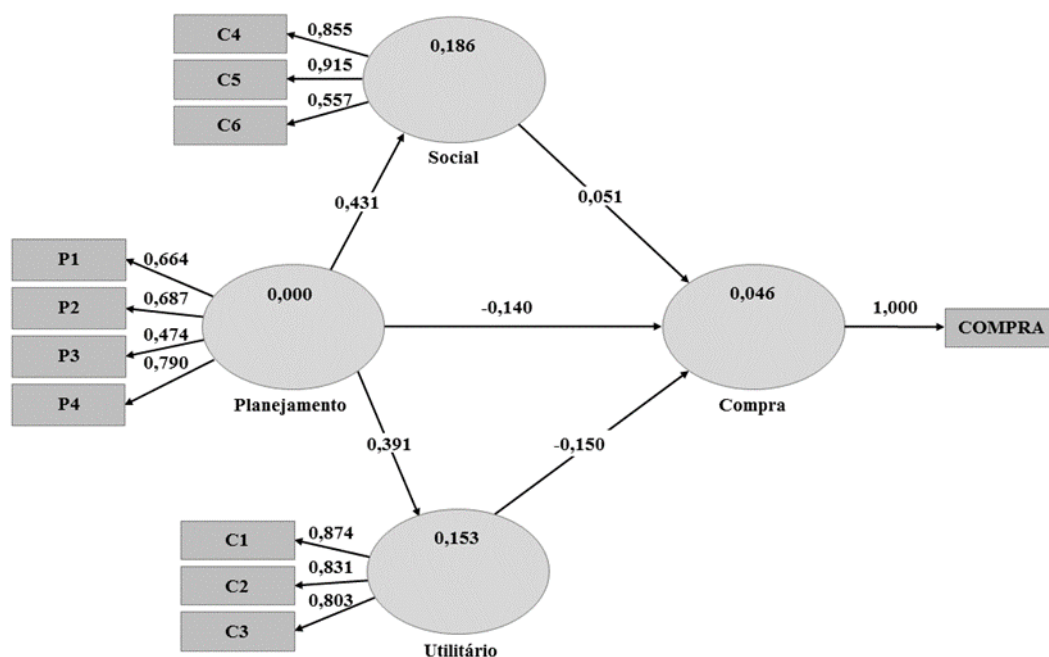 C4
0,855
0,186
C5
0,915
C6
0,557
Social
0,431
0,051
P1
0,664
P2
0,687
P3
0,474
P4
0,790
0,000
Planejamento
-0,140
0,046
Compra
1,000
COMPRA
0,391
-0,150
C1
0,874
C2
0,831
C3
0,803
0,153
Utilitário